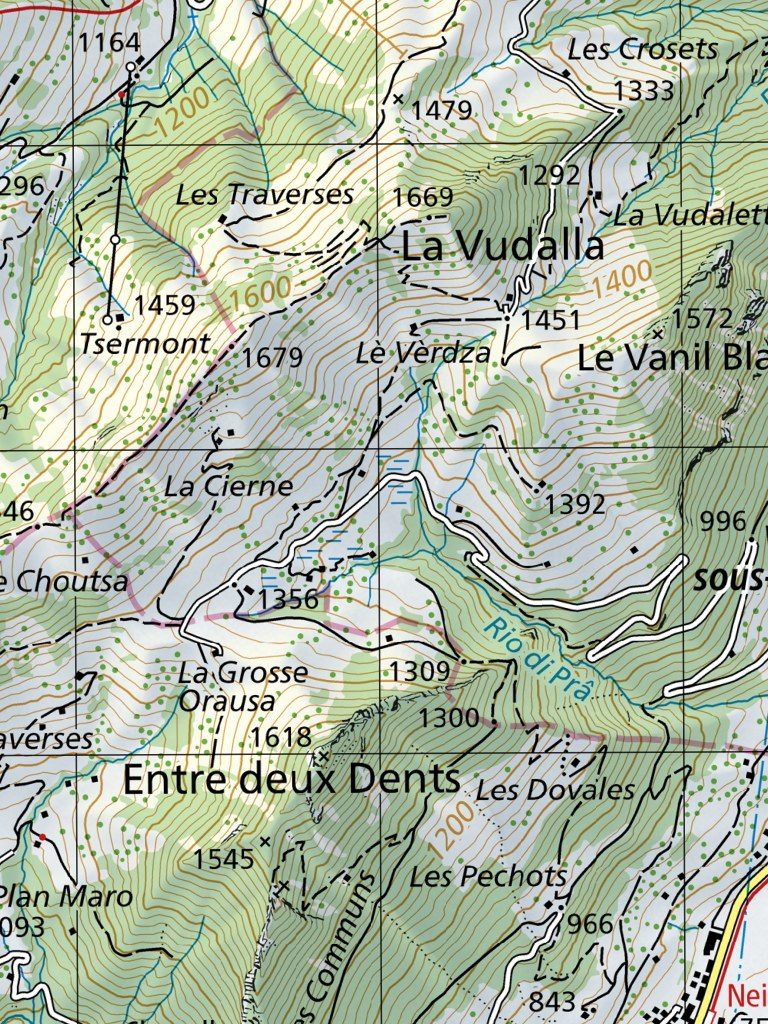 1164
Les Crosets
1200
1479
1333
1292
296
Les Traverses
1669
La Vudalett
La Vudalla
1459
1600
1400
1451
1572
Tsermont
1679
Lè Vèrdza
Le Vanil Bla
La Cierne
1392
46
996
e Choutsa
1356
sous-
Rio di Prâ
La Grosse
Orausa
1309
1300
averses
1618
Entre deux Dents
Les Dovales
1200
1545
Les Pechots
Plan Maro
093
966
es Communs
843
Nei